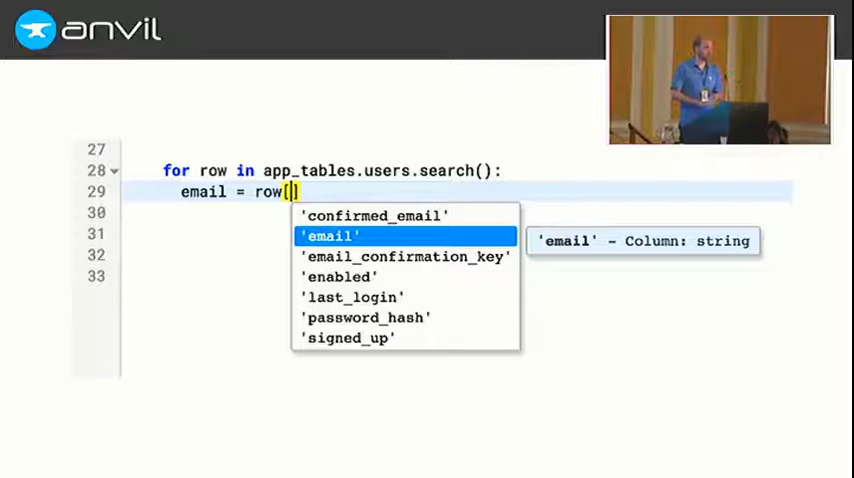 anvil
27
28 for row in app_tables.users.search():
29 email = row[]
30
31
32
33
'confirmed_email'
'email'
'email_confirmation_key'
'enabled'
'last_login'
'password_hash'
'signed_up'
'email' - Column: string